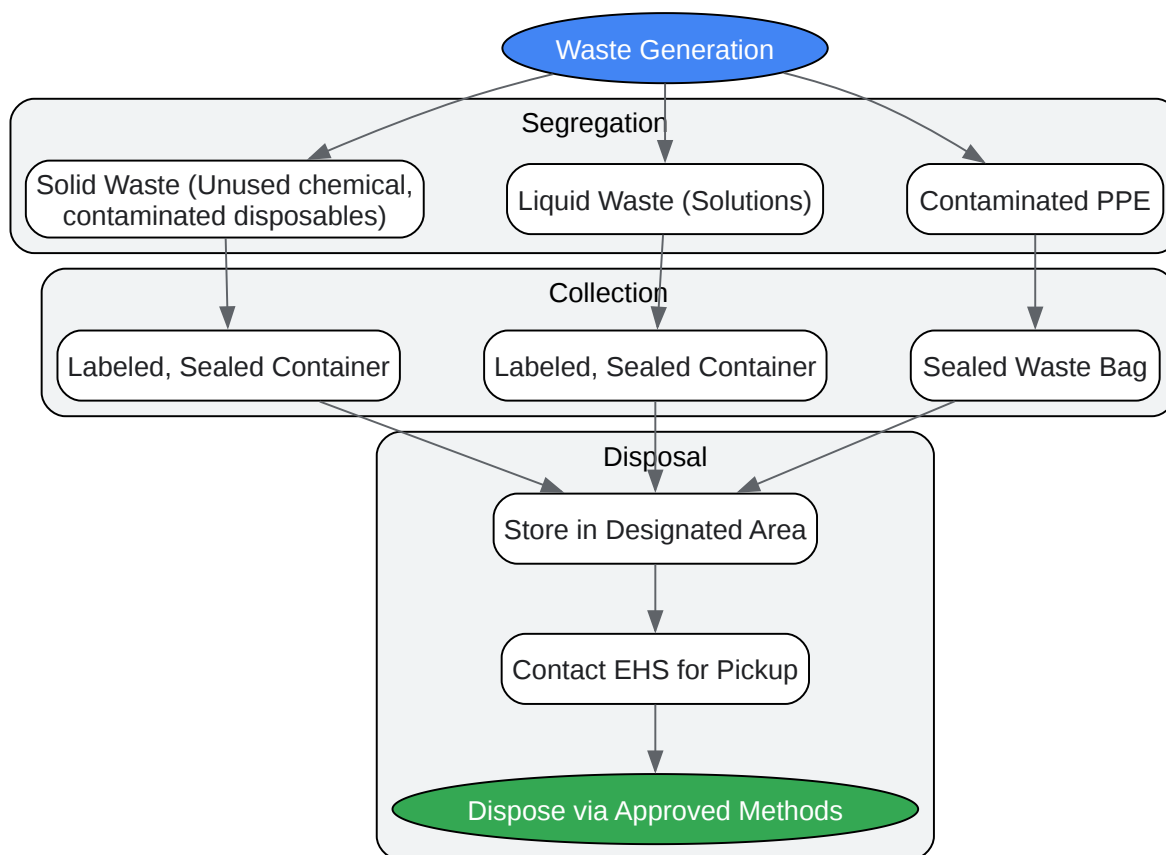 Waste Generation
Segregation
Solid Waste (Unused chemical,
contaminated disposables)
Liquid Waste (Solutions)
Contaminated PPE
Collection
Labeled, Sealed Container
Labeled, Sealed Container
Sealed Waste Bag
Disposal
Store in Designated Area
Contact EHS for Pickup
Dispose via Approved Methods